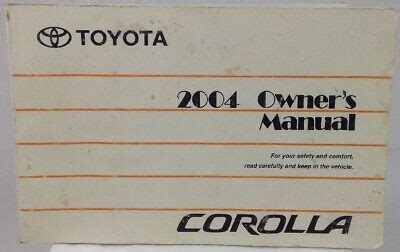 TOYOTA
2004 Owner's
Manual
For your safety and comfort,
read carefully and keep in the vehicle.
COROLLA